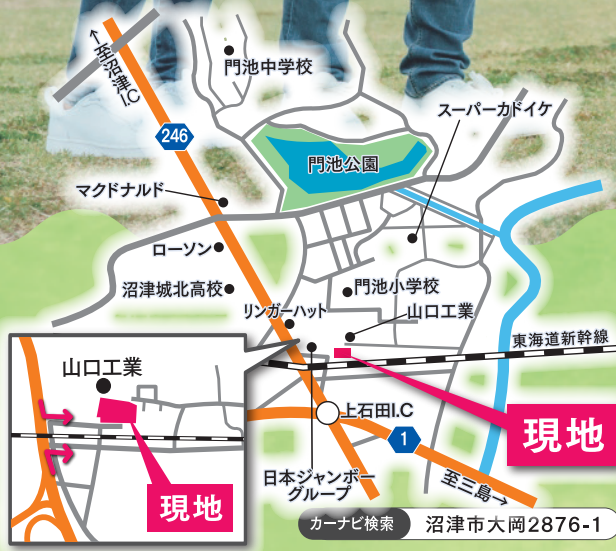 ←至沼津I.C
門池中学校
スーパーカドイケ
246
門池公園
マクドナルド
ローソン
沼津城北高校
門池小学校
リンガーハット
山口工業
東海道新幹線
山口工業
上石田I.C
現地
1
現地
日本ジャンボー
グループ
至三島→
カーナビ検索 沼津市大岡2876-1